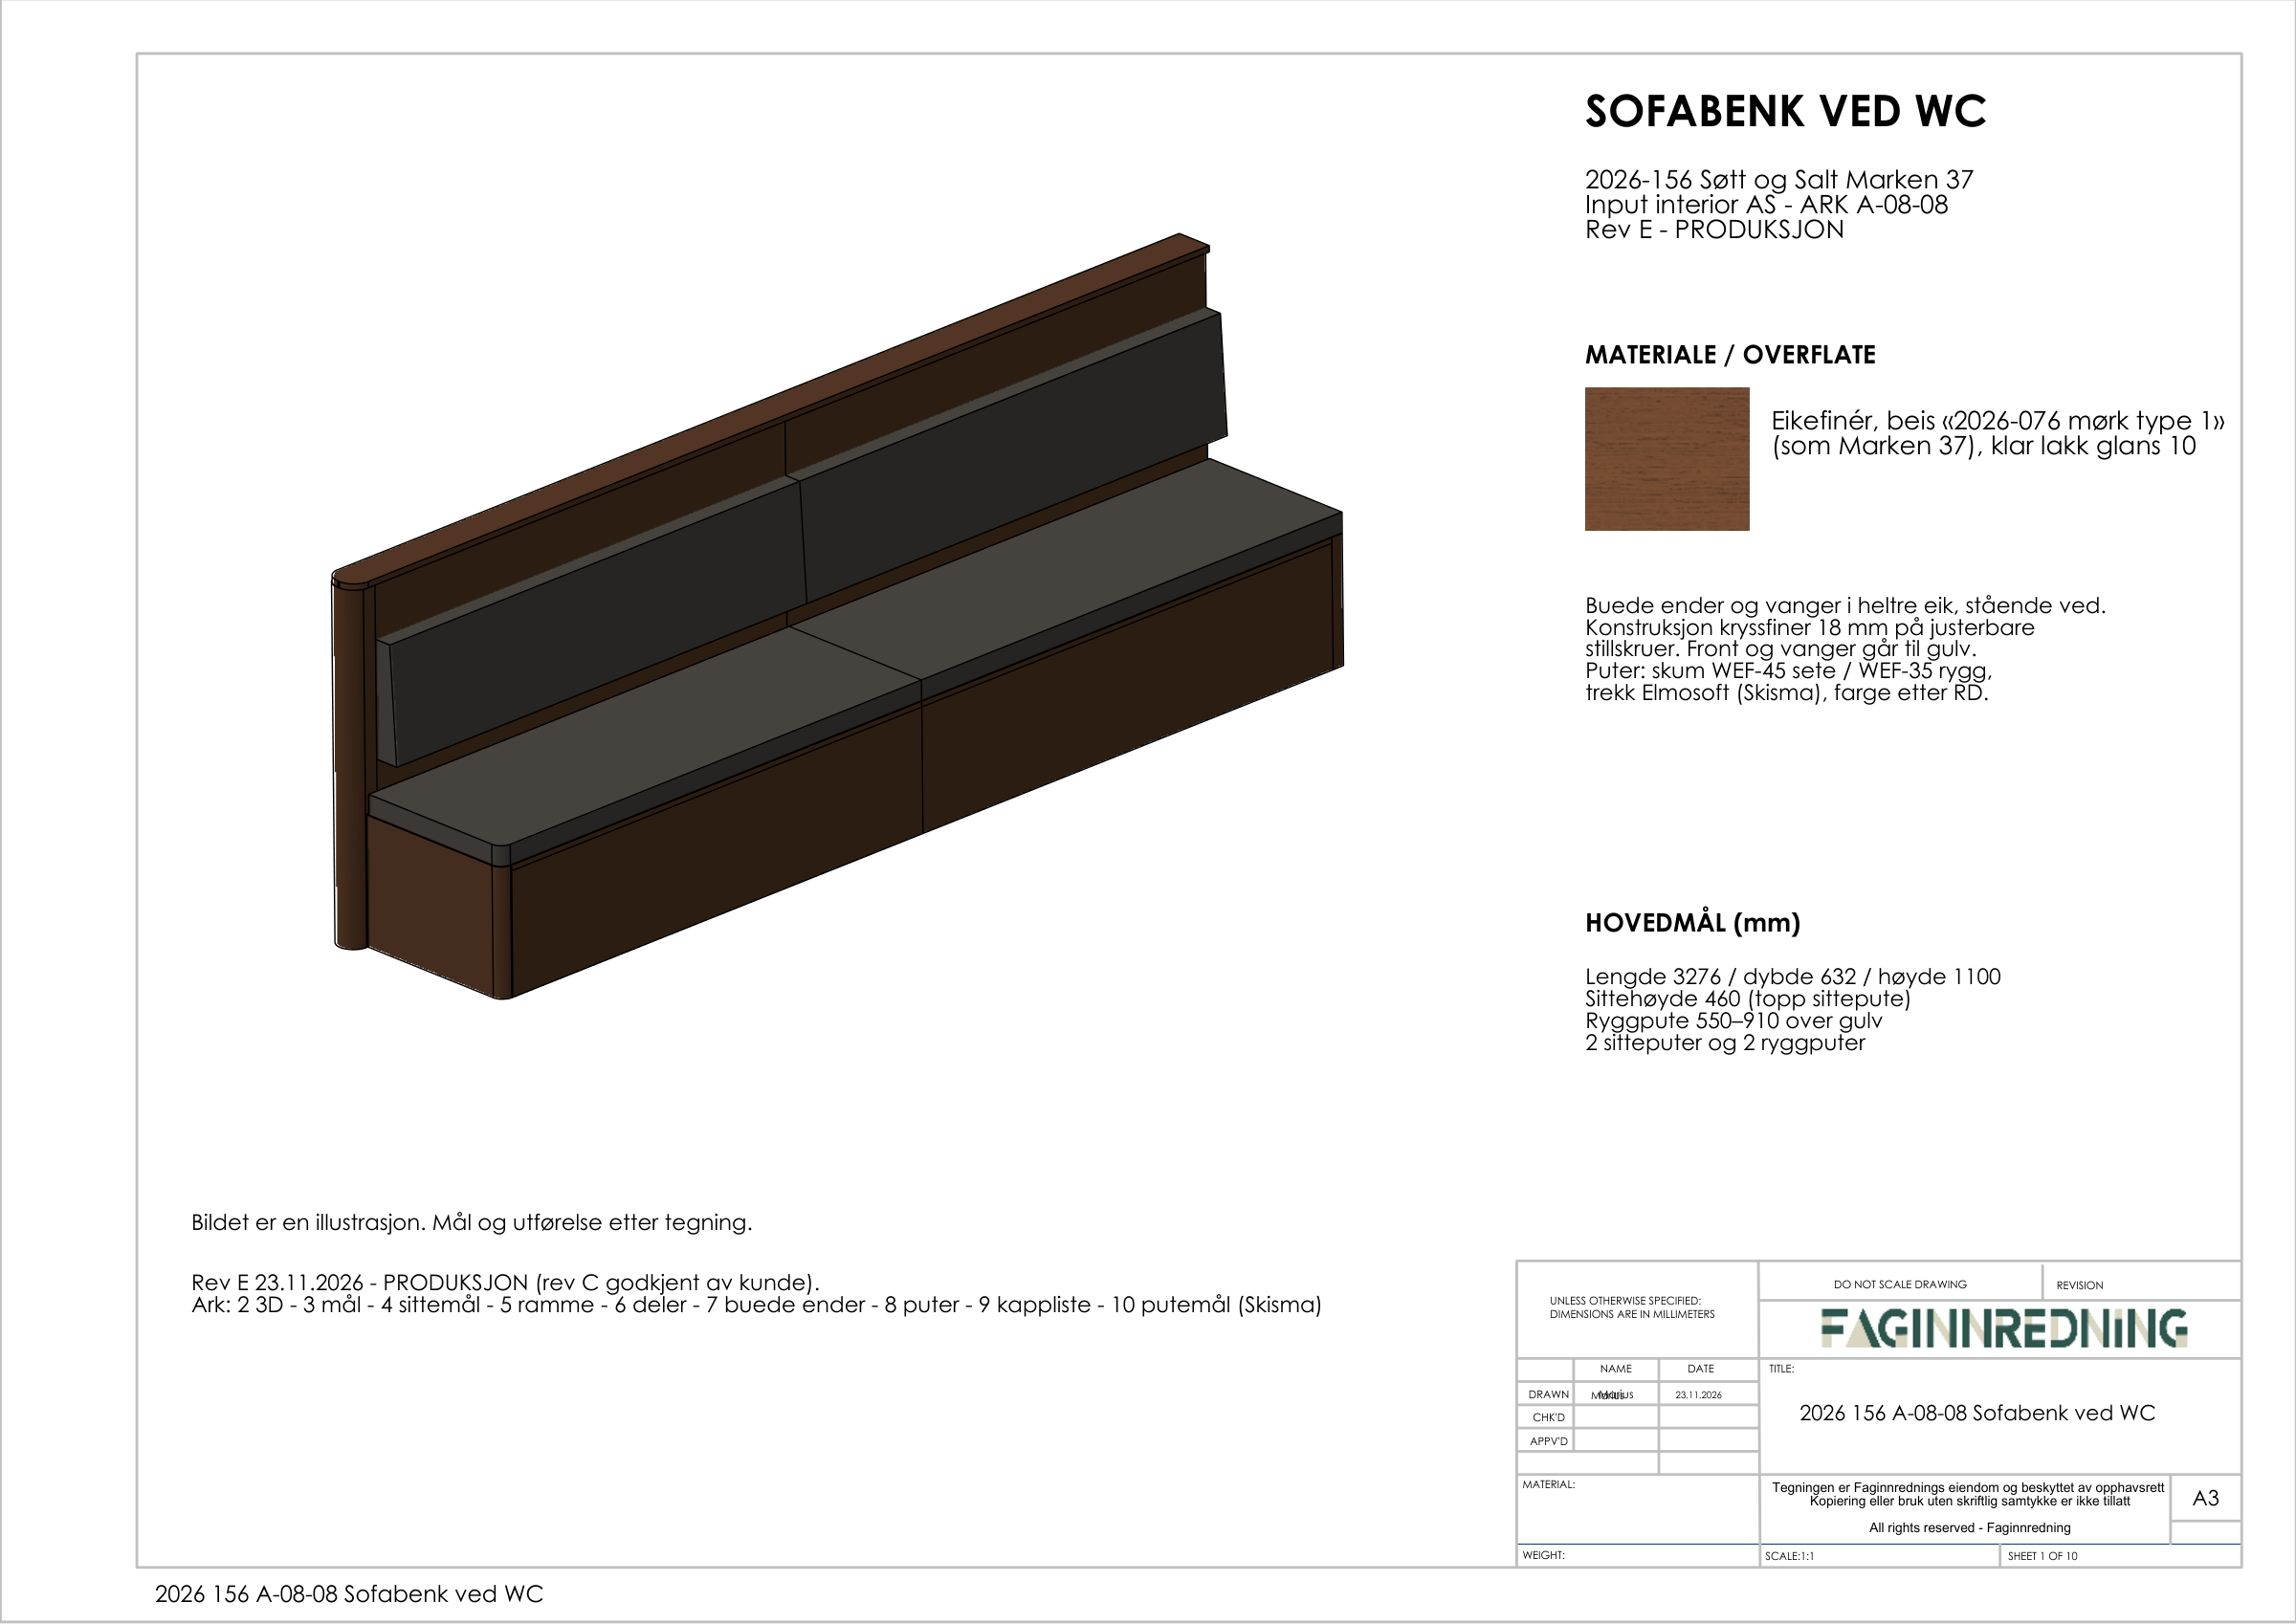 SOFABENK VED WC
2026-156 Søtt og Salt Marken 37
Input interior AS - ARK A-08-08
Rev E - PRODUKSJON
MATERIALE / OVERFLATE
Eikefinér, beis «2026-076 mørk type 1»
(som Marken 37), klar lakk glans 10
Buede ender og vanger i heltre eik, stående ved.
Konstruksjon kryssfiner 18 mm på justerbare
stillskruer. Front og vanger går til gulv.
Puter: skum WEF-45 sete / WEF-35 rygg,
trekk Elmosoft (Skisma), farge etter RD.
HOVEDMÅL (mm)
Lengde 3276 / dybde 632 / høyde 1100
Sittehøyde 460 (topp sittepute)
Ryggpute 550–910 over gulv
2 sitteputer og 2 ryggputer
Bildet er en illustrasjon. Mål og utførelse etter tegning.
Rev E 23.11.2026 - PRODUKSJON (rev C godkjent av kunde).
Ark: 2 3D - 3 mål - 4 sittemål - 5 ramme - 6 deler - 7 buede ender - 8 puter - 9 kappliste - 10 putemål (Skisma)
UNLESS OTHERWISE SPECIFIED:
DIMENSIONS ARE IN MILLIMETERS
DO NOT SCALE DRAWING
REVISION
FAGINNREDNING
NAME
DATE
DRAWN
23.11.2026
CHK'D
APPV'D
TITLE:
2026 156 A-08-08 Sofabenk ved WC
MATERIAL:
Tegningen er Faginnrednings eiendom og beskyttet av opphavsrett
Kopiering eller bruk uten skriftlig samtykke er ikke tillatt
All rights reserved - Faginnredning
A3
WEIGHT:
SCALE:1:1
SHEET 1 OF 10
2026 156 A-08-08 Sofabenk ved WC